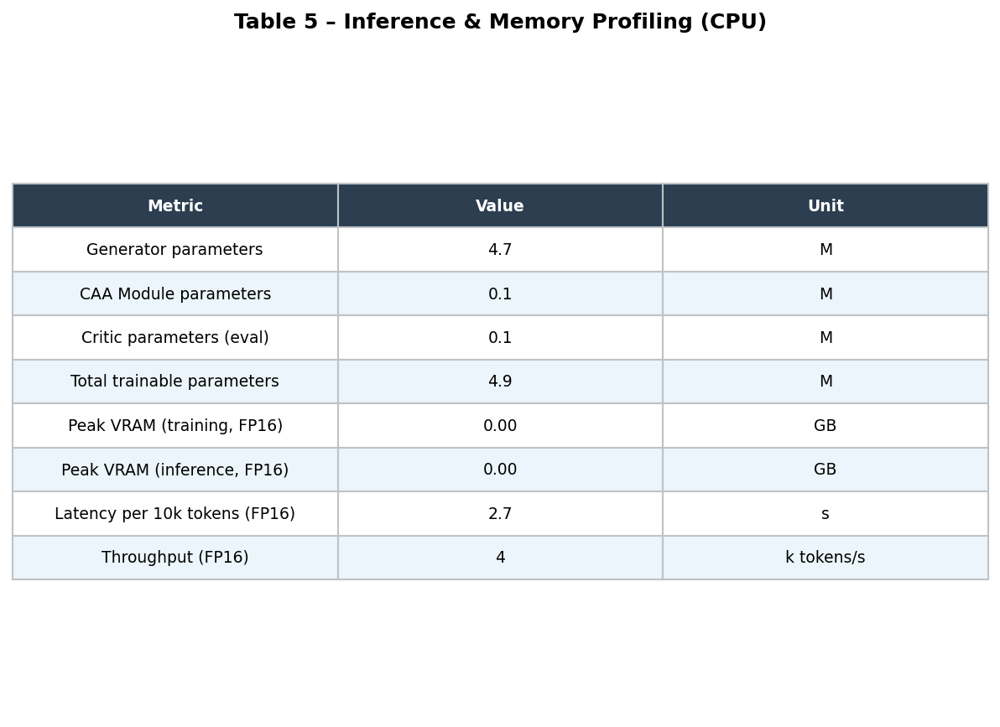 Table 5 – Inference & Memory Profiling (CPU)
Metric Value Unit
Generator parameters 4.7 M
CAA Module parameters 0.1 M
Critic parameters (eval) 0.1 M
Total trainable parameters 4.9 M
Peak VRAM (training, FP16) 0.00 GB
Peak VRAM (inference, FP16) 0.00 GB
Latency per 10k tokens (FP16) 2.7 s
Throughput (FP16) 4 k tokens/s